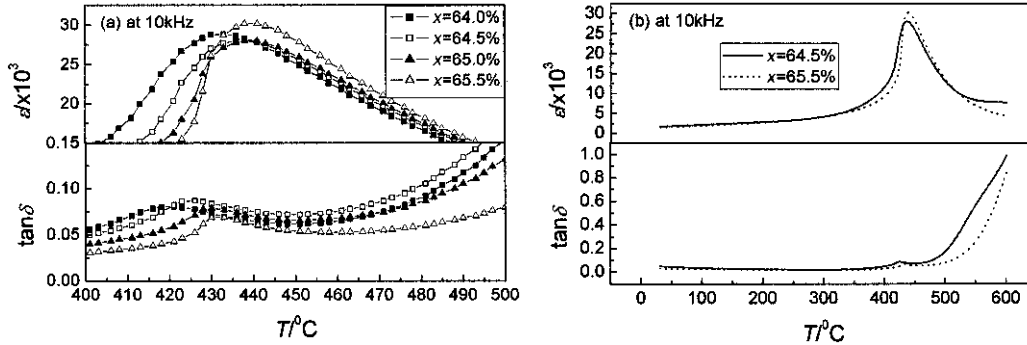 (a) at 10kHz
x=64.0%
x=64.5%
x=65.0%
x=65.5%
ε/x10³
30
25
20
0.15
0.10
0.05
0.00
tanδ
400 410 420 430 440 450 460 470 480 490 500
T/⁰C
(b) at 10kHz
x=64.5%
x=65.5%
ε/x10³
30
25
20
15
10
5
0
1.0
0.8
0.6
0.4
0.2
0.0
tanδ
0 100 200 300 400 500 600
T/⁰C